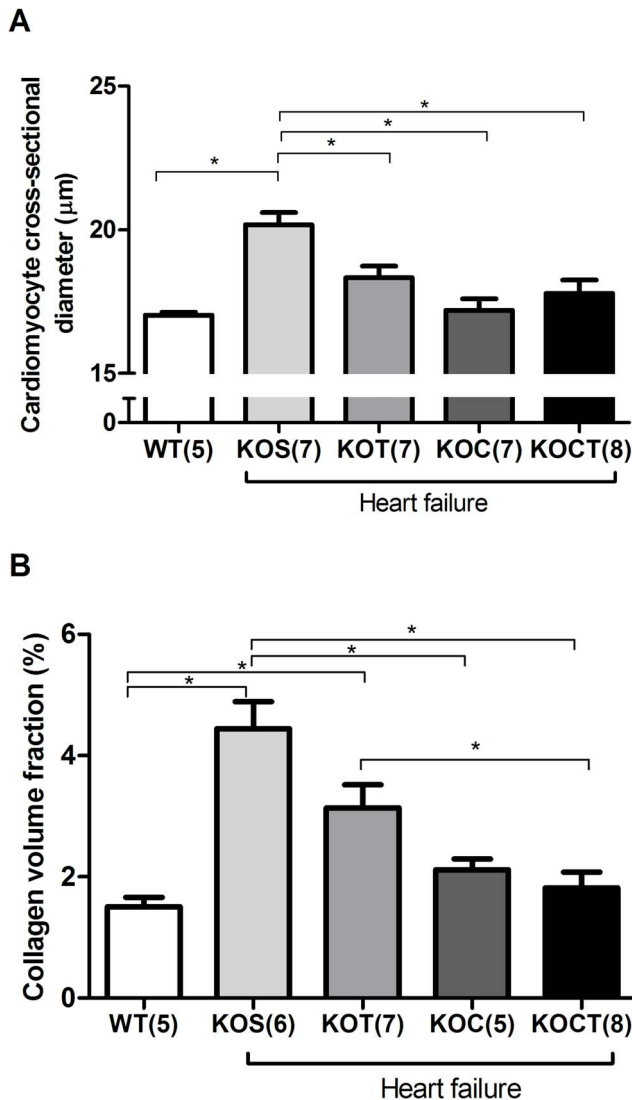 A
Cardiomyocyte cross-sectional
diameter (μm)
25
20
15
0
*
*
*
*
WT(5) KOS(7) KOT(7) KOC(7) KOCT(8)
Heart failure
B
Collagen volume fraction (%)
6
4
2
0
*
*
*
*
*
WT(5) KOS(6) KOT(7) KOC(5) KOCT(8)
Heart failure